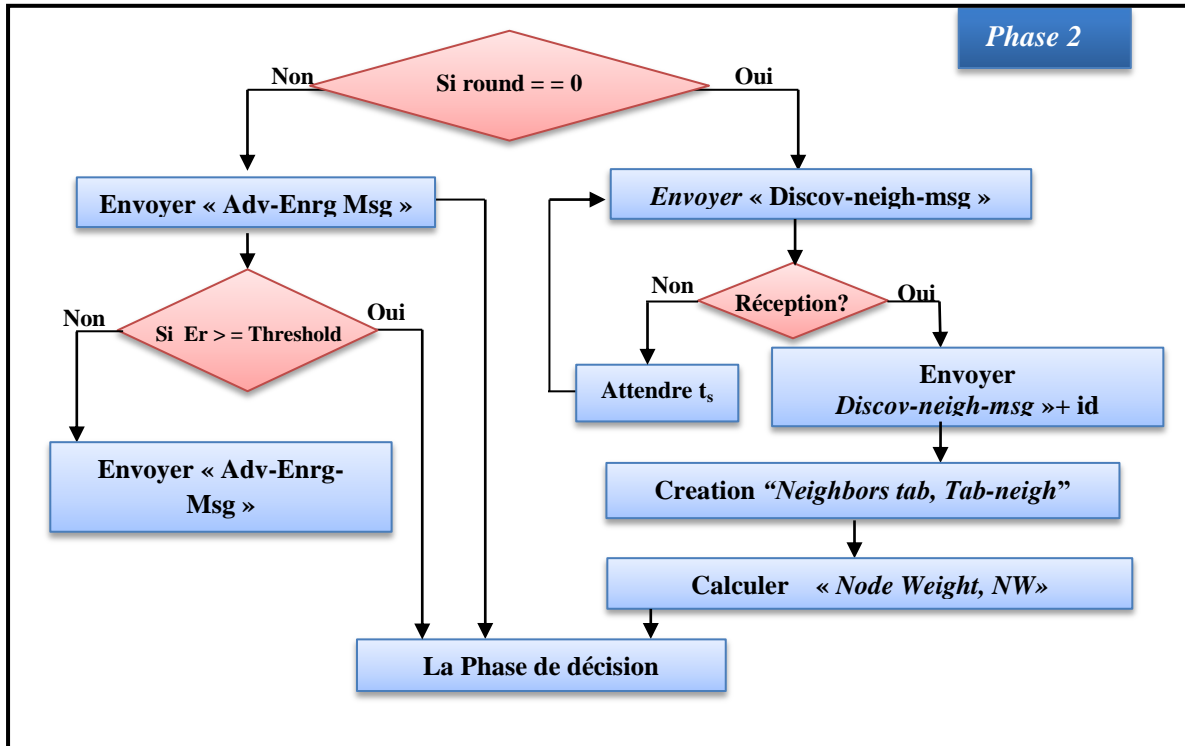 Phase 2
Si round = = 0
Non
Oui
Envoyer « Adv-Enrg Msg »
Envoyer « Discov-neigh-msg »
Non
Si Er > = Threshold
Oui
Non
Réception?
Oui
Attendre ts
Envoyer
Discov-neigh-msg »+ id
Envoyer « Adv-Enrg-
Msg »
Creation “Neighbors tab, Tab-neigh”
Calculer « Node Weight, NW»
La Phase de décision